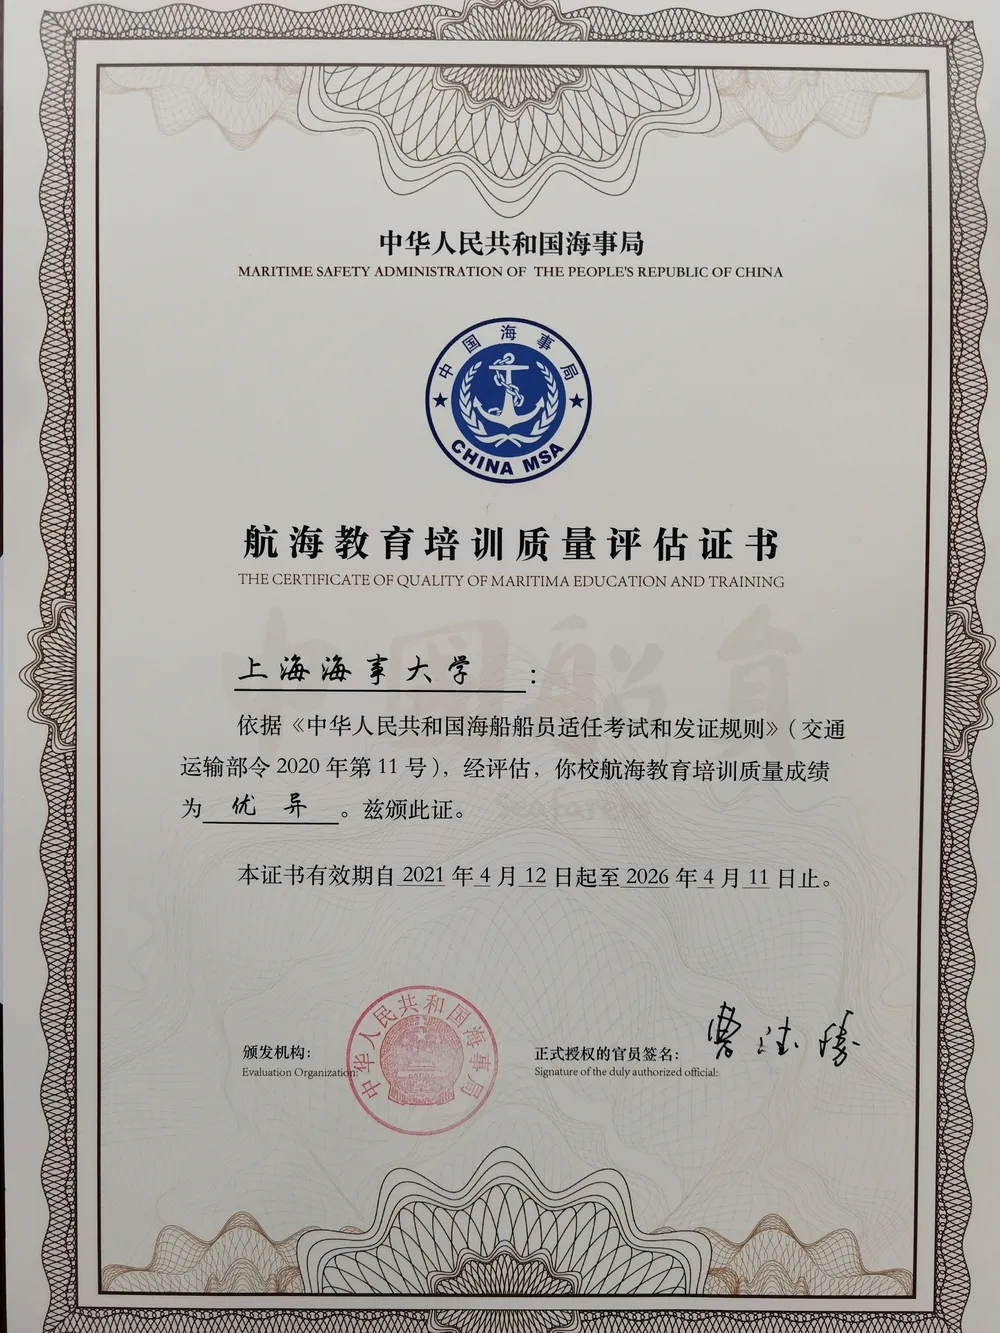 中华人民共和国海事局
MARITIME SAFETY ADMINISTRATION OF THE PEOPLE'S REPUBLIC OF CHINA
中国海事局
CHINA MSA
航海教育培训质量评估证书
THE CERTIFICATE OF QUALITY OF MARITIMA EDUCATION AND TRAINING
中国船员
上海海事大学：
依据《中华人民共和国海船船员适任考试和发证规则》（交通
运输部令 2020 年第 11 号），经评估，你校航海教育培训质量成绩
为 优异 。兹颁此证。
Seafarers
本证书有效期自 2021 年 4 月 12 日起至 2026 年 4 月 11 日止。
中华人民共和国海事局
颁发机构：
Evaluation Organization:
正式授权的官员签名：
Signature of the duly authorized official: